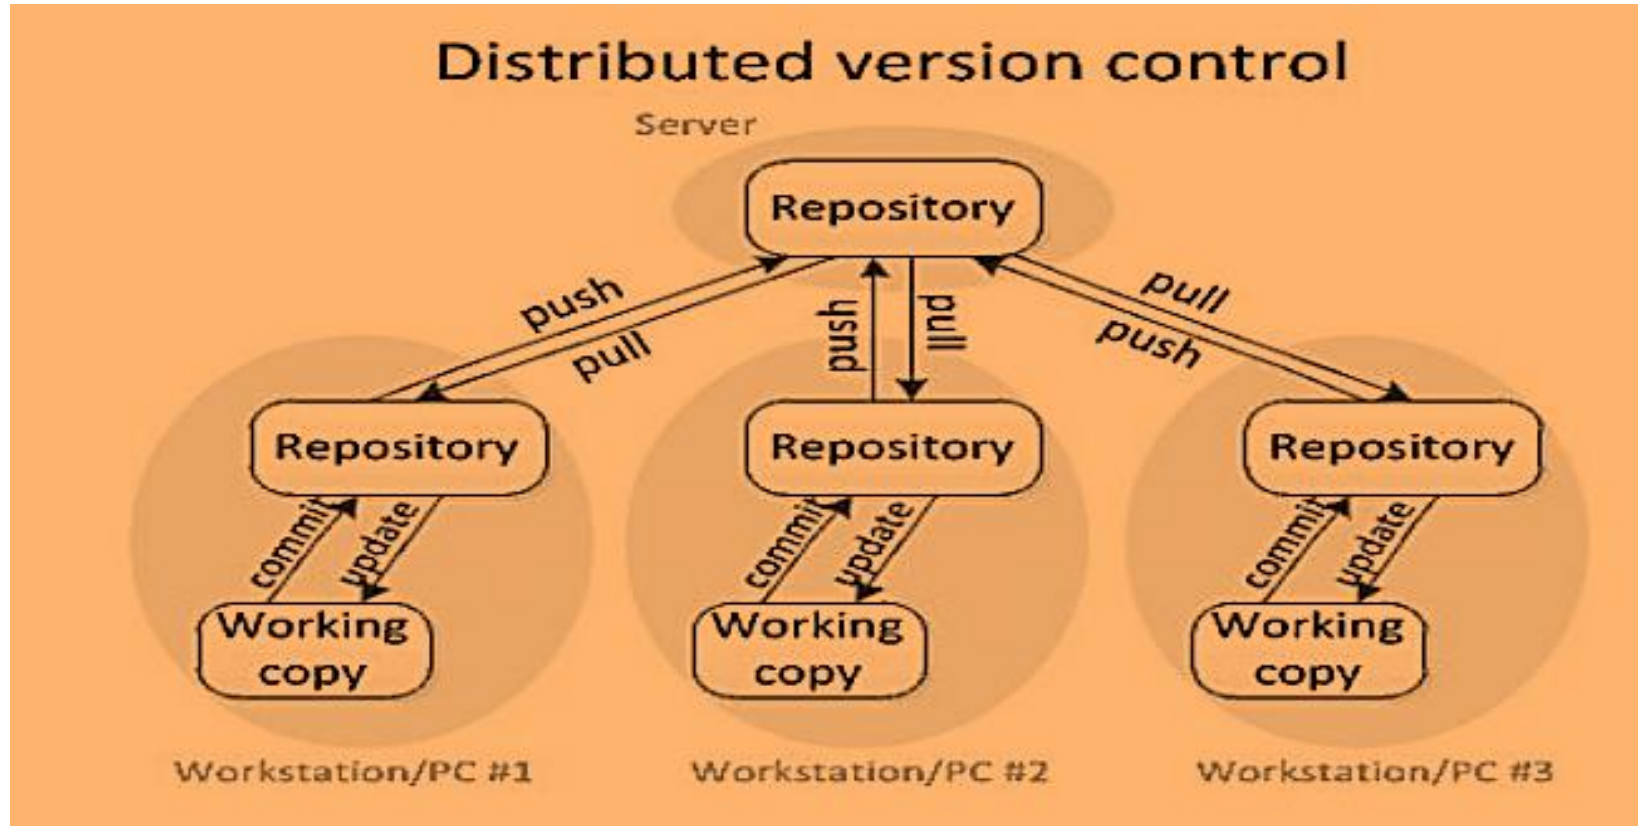 Distributed version control
Server
Repository
push
pull
push
pull
pull
push
Repository
Repository
Repository
commit
update
commit
update
commit
update
Working
copy
Working
copy
Working
copy
Workstation/PC #1
Workstation/PC #2
Workstation/PC #3